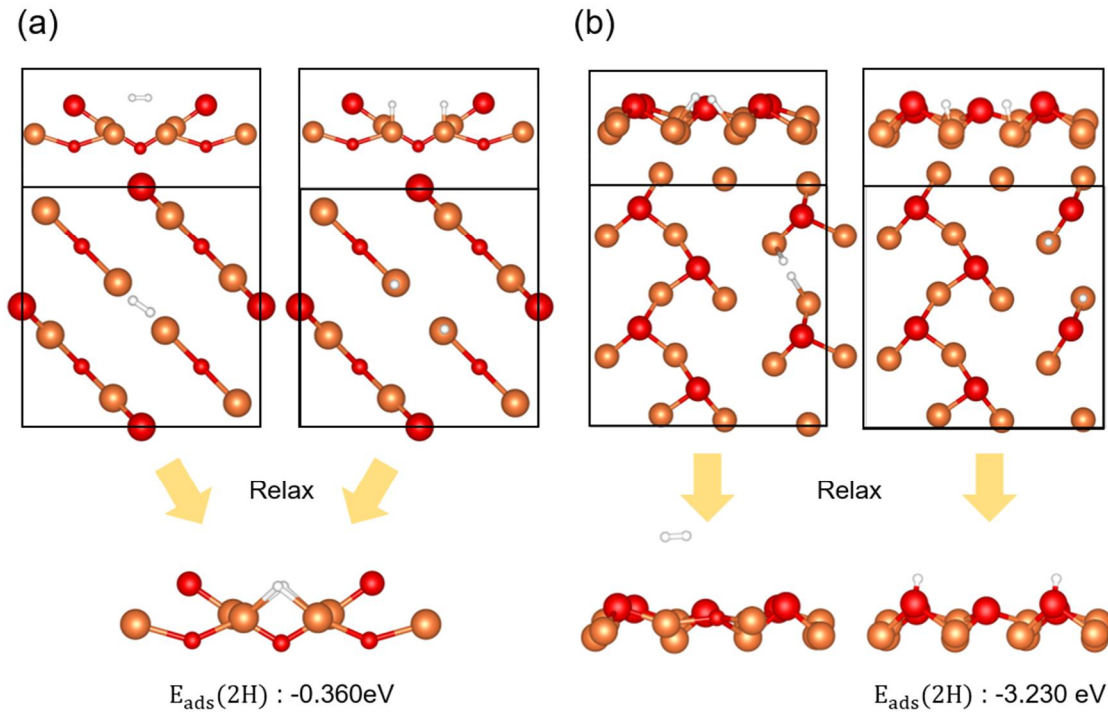 (a)
(b)
Relax
Relax
E_ads(2H) : -0.360eV
E_ads(2H) : -3.230 eV